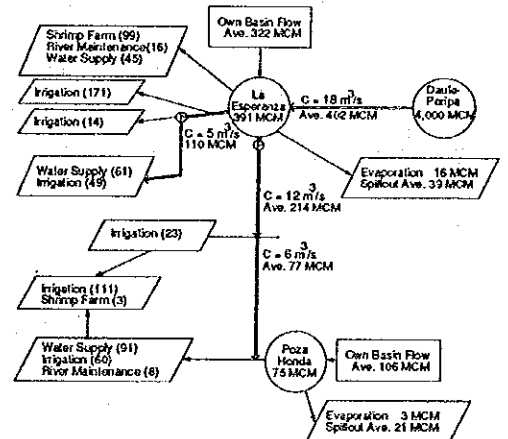 Shrimp Farm (99)
River Maintenance(16)
Water Supply (45)
Own Basin Flow
Ave. 322 MCM
Irrigation (171)
La
Esperanza
391 MCM
C = 18 m³/s
Ave. 402 MCM
Daule-
Peripa
4,000 MCM
Irrigation (14)
P
P
C = 5 m³/s
110 MCM
Water Supply (61)
Irrigation (49)
Evaporation 16 MCM
Spillout Ave. 39 MCM
C = 12 m³/s
Ave. 214 MCM
Irrigation (23)
C = 6 m³/s
Ave. 77 MCM
Irrigation (111)
Shrimp Farm (3)
Water Supply (91)
Irrigation (60)
River Maintenance (8)
Poza
Honda
75 MCM
Own Basin Flow
Ave. 106 MCM
Evaporation 3 MCM
Spillout Ave. 21 MCM